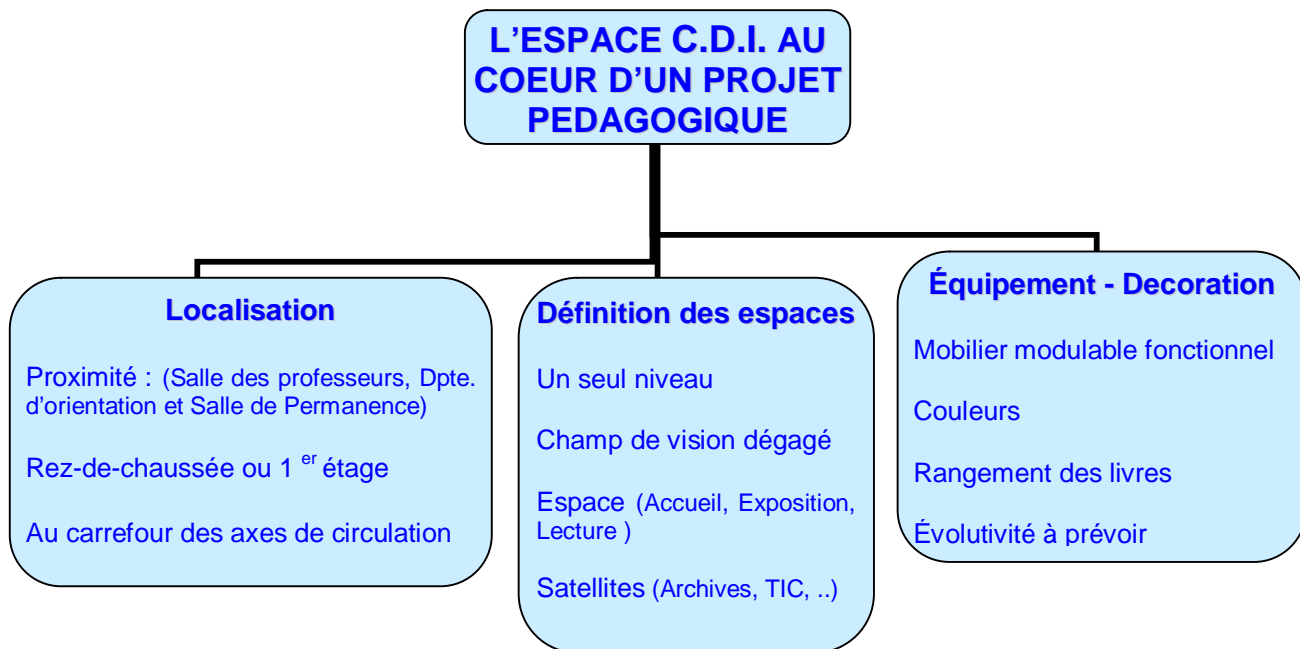 L'ESPACE C.D.I. AU
COEUR D'UN PROJET
PEDAGOGIQUE
Localisation
Proximité : (Salle des professeurs, Dpte.
d'orientation et Salle de Permanence)
Rez-de-chaussée ou 1 er étage
Au carrefour des axes de circulation
Définition des espaces
Un seul niveau
Champ de vision dégagé
Espace (Accueil, Exposition,
Lecture )
Satellites (Archives, TIC, ..)
Équipement - Decoration
Mobilier modulable fonctionnel
Couleurs
Rangement des livres
Évolutivité à prévoir